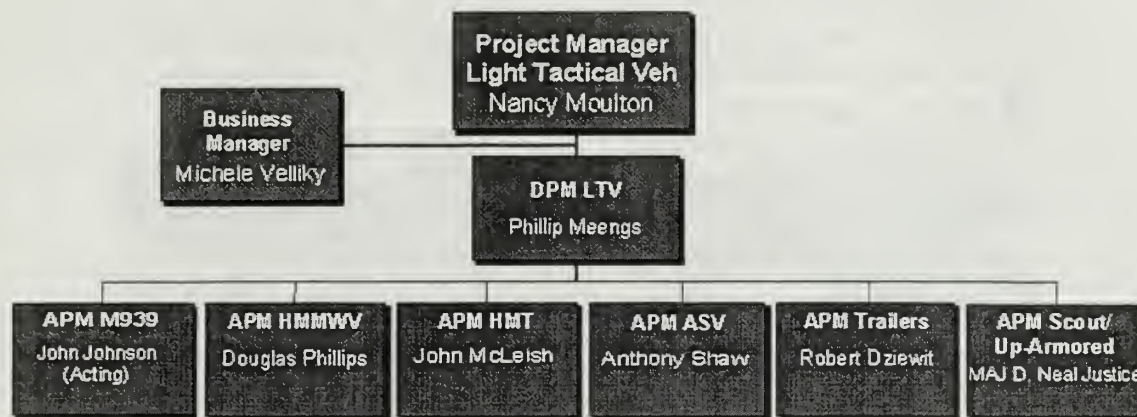 Project Manager
Light Tactical Veh
Nancy Moulton
Business
Manager
Michele Velliky
DPM LTV
Phillip Meengs
APM M939
John Johnson
(Acting)
APM HMMWV
Douglas Phillips
APM HMT
John McLeish
APM ASV
Anthony Shaw
APM Trailers
Robert Dziewit
APM Scout/
Up-Armored
MAJ D. Neal Justice